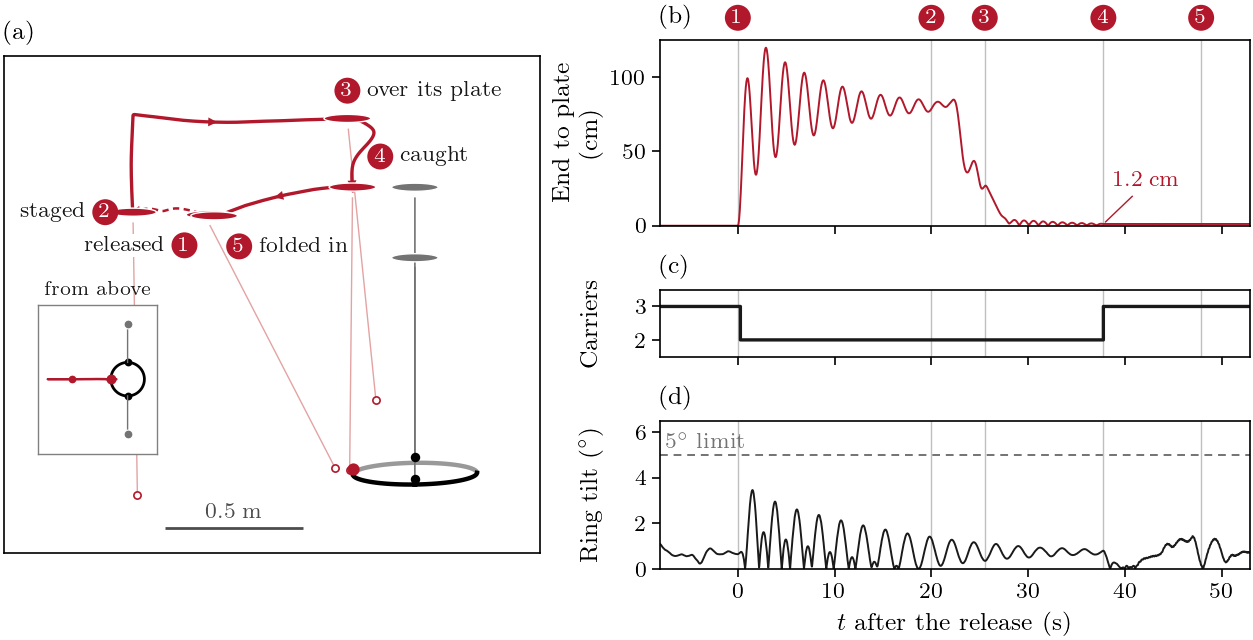 (a)
3 over its plate
4 caught
staged 2
released 1
5 folded in
from above
0.5 m
(b)
1 2 3 4 5
End to plate
(cm)
100
50
0
1.2 cm
(c)
Carriers
3
2
(d)
Ring tilt (°)
6
4
2
0
5° limit
0 10 20 30 40 50
t after the release (s)